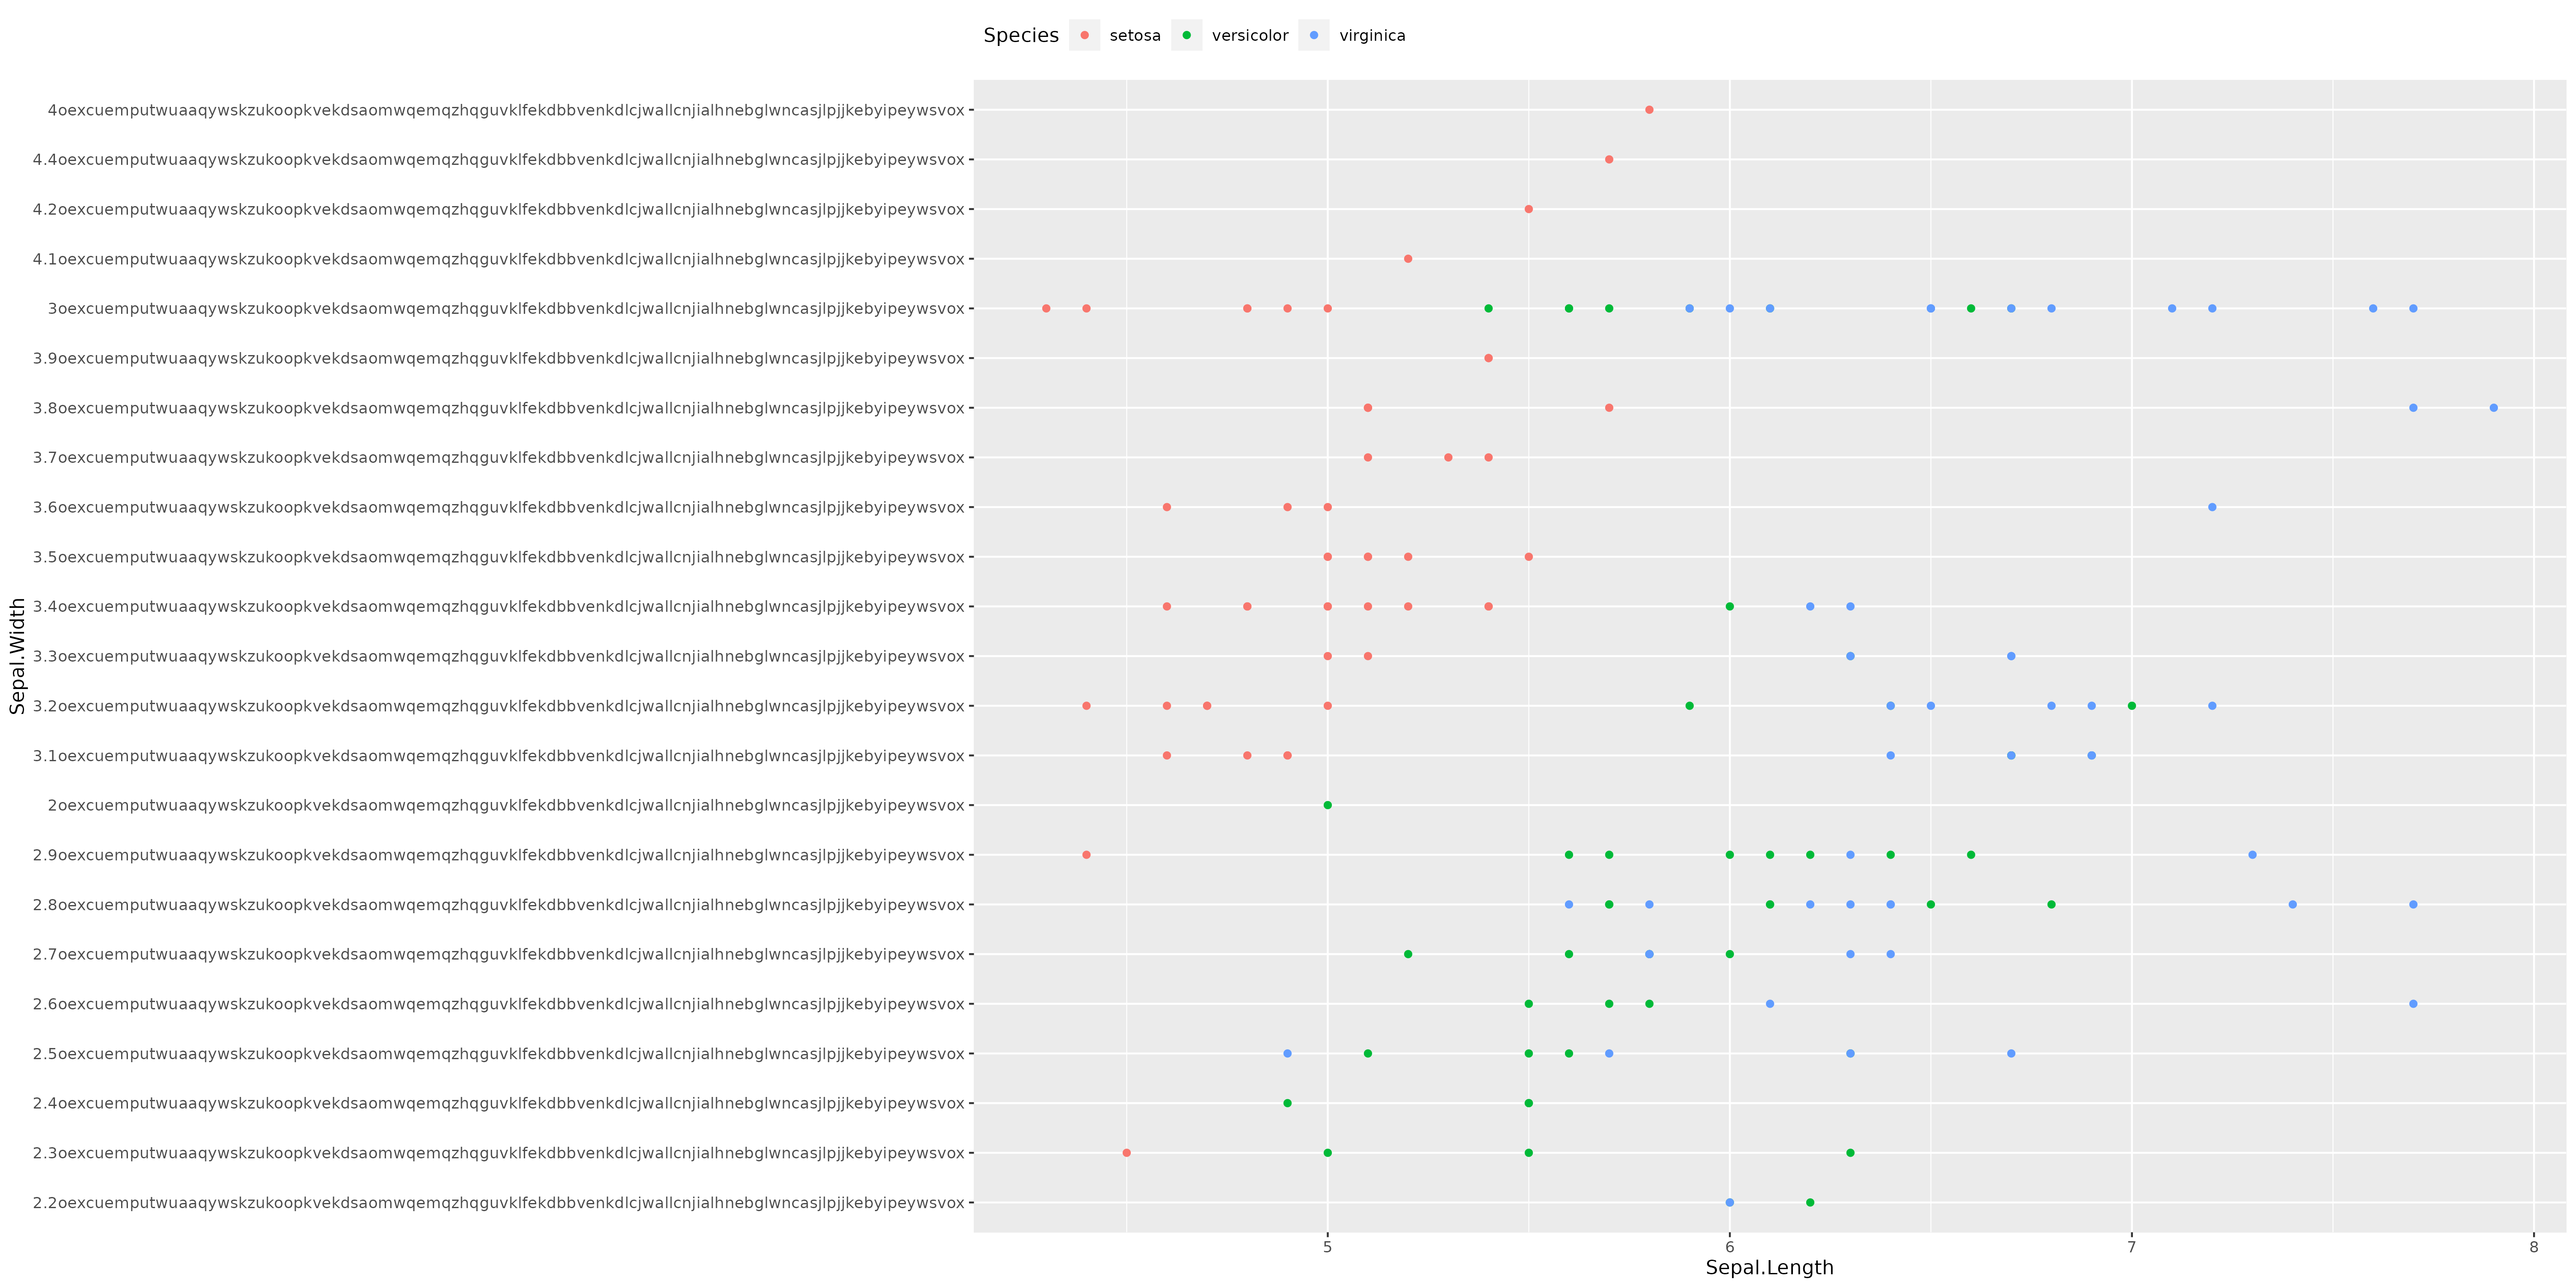 Species setosa versicolor virginica
4oexcuemputwuaaqywskzukoopkvekdsaomwqemqzhqguvklfekdbbvenkdlcjwallcnjialhnebglwncasjlpjjkebyipeywsvox
4.4oexcuemputwuaaqywskzukoopkvekdsaomwqemqzhqguvklfekdbbvenkdlcjwallcnjialhnebglwncasjlpjjkebyipeywsvox
4.2oexcuemputwuaaqywskzukoopkvekdsaomwqemqzhqguvklfekdbbvenkdlcjwallcnjialhnebglwncasjlpjjkebyipeywsvox
4.1oexcuemputwuaaqywskzukoopkvekdsaomwqemqzhqguvklfekdbbvenkdlcjwallcnjialhnebglwncasjlpjjkebyipeywsvox
3oexcuemputwuaaqywskzukoopkvekdsaomwqemqzhqguvklfekdbbvenkdlcjwallcnjialhnebglwncasjlpjjkebyipeywsvox
3.9oexcuemputwuaaqywskzukoopkvekdsaomwqemqzhqguvklfekdbbvenkdlcjwallcnjialhnebglwncasjlpjjkebyipeywsvox
3.8oexcuemputwuaaqywskzukoopkvekdsaomwqemqzhqguvklfekdbbvenkdlcjwallcnjialhnebglwncasjlpjjkebyipeywsvox
3.7oexcuemputwuaaqywskzukoopkvekdsaomwqemqzhqguvklfekdbbvenkdlcjwallcnjialhnebglwncasjlpjjkebyipeywsvox
3.6oexcuemputwuaaqywskzukoopkvekdsaomwqemqzhqguvklfekdbbvenkdlcjwallcnjialhnebglwncasjlpjjkebyipeywsvox
3.5oexcuemputwuaaqywskzukoopkvekdsaomwqemqzhqguvklfekdbbvenkdlcjwallcnjialhnebglwncasjlpjjkebyipeywsvox
3.4oexcuemputwuaaqywskzukoopkvekdsaomwqemqzhqguvklfekdbbvenkdlcjwallcnjialhnebglwncasjlpjjkebyipeywsvox
3.3oexcuemputwuaaqywskzukoopkvekdsaomwqemqzhqguvklfekdbbvenkdlcjwallcnjialhnebglwncasjlpjjkebyipeywsvox
3.2oexcuemputwuaaqywskzukoopkvekdsaomwqemqzhqguvklfekdbbvenkdlcjwallcnjialhnebglwncasjlpjjkebyipeywsvox
3.1oexcuemputwuaaqywskzukoopkvekdsaomwqemqzhqguvklfekdbbvenkdlcjwallcnjialhnebglwncasjlpjjkebyipeywsvox
2oexcuemputwuaaqywskzukoopkvekdsaomwqemqzhqguvklfekdbbvenkdlcjwallcnjialhnebglwncasjlpjjkebyipeywsvox
2.9oexcuemputwuaaqywskzukoopkvekdsaomwqemqzhqguvklfekdbbvenkdlcjwallcnjialhnebglwncasjlpjjkebyipeywsvox
2.8oexcuemputwuaaqywskzukoopkvekdsaomwqemqzhqguvklfekdbbvenkdlcjwallcnjialhnebglwncasjlpjjkebyipeywsvox
2.7oexcuemputwuaaqywskzukoopkvekdsaomwqemqzhqguvklfekdbbvenkdlcjwallcnjialhnebglwncasjlpjjkebyipeywsvox
2.6oexcuemputwuaaqywskzukoopkvekdsaomwqemqzhqguvklfekdbbvenkdlcjwallcnjialhnebglwncasjlpjjkebyipeywsvox
2.5oexcuemputwuaaqywskzukoopkvekdsaomwqemqzhqguvklfekdbbvenkdlcjwallcnjialhnebglwncasjlpjjkebyipeywsvox
2.4oexcuemputwuaaqywskzukoopkvekdsaomwqemqzhqguvklfekdbbvenkdlcjwallcnjialhnebglwncasjlpjjkebyipeywsvox
2.3oexcuemputwuaaqywskzukoopkvekdsaomwqemqzhqguvklfekdbbvenkdlcjwallcnjialhnebglwncasjlpjjkebyipeywsvox
2.2oexcuemputwuaaqywskzukoopkvekdsaomwqemqzhqguvklfekdbbvenkdlcjwallcnjialhnebglwncasjlpjjkebyipeywsvox
Sepal.Width
5 6 7 8
Sepal.Length